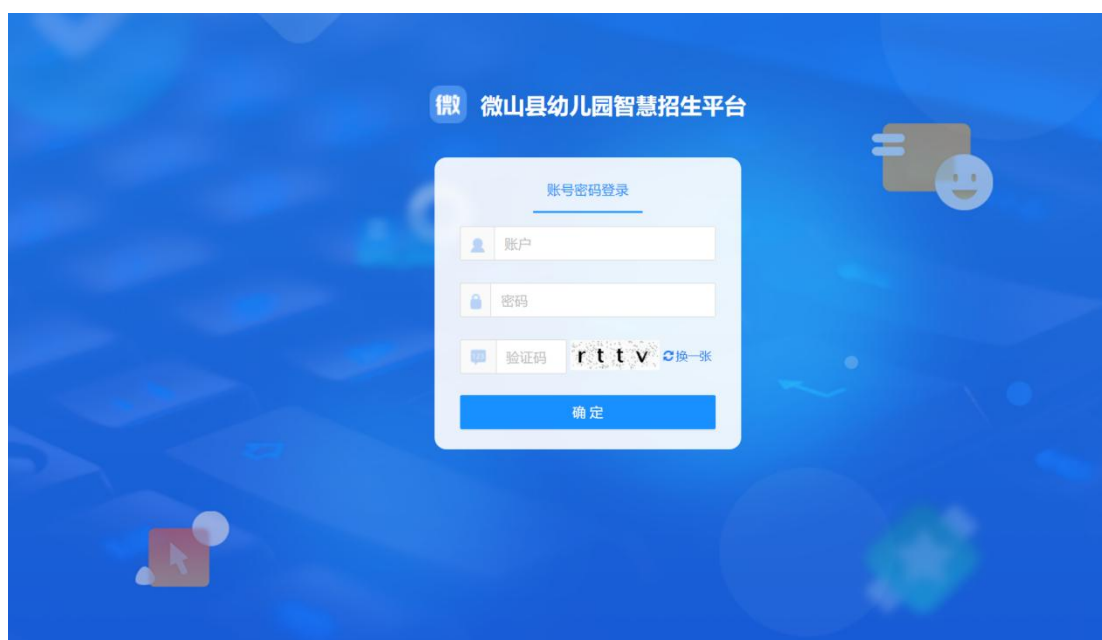 微 微山县幼儿园智慧招生平台
账号密码登录
账户
密码
验证码 rttv 换一张
确定